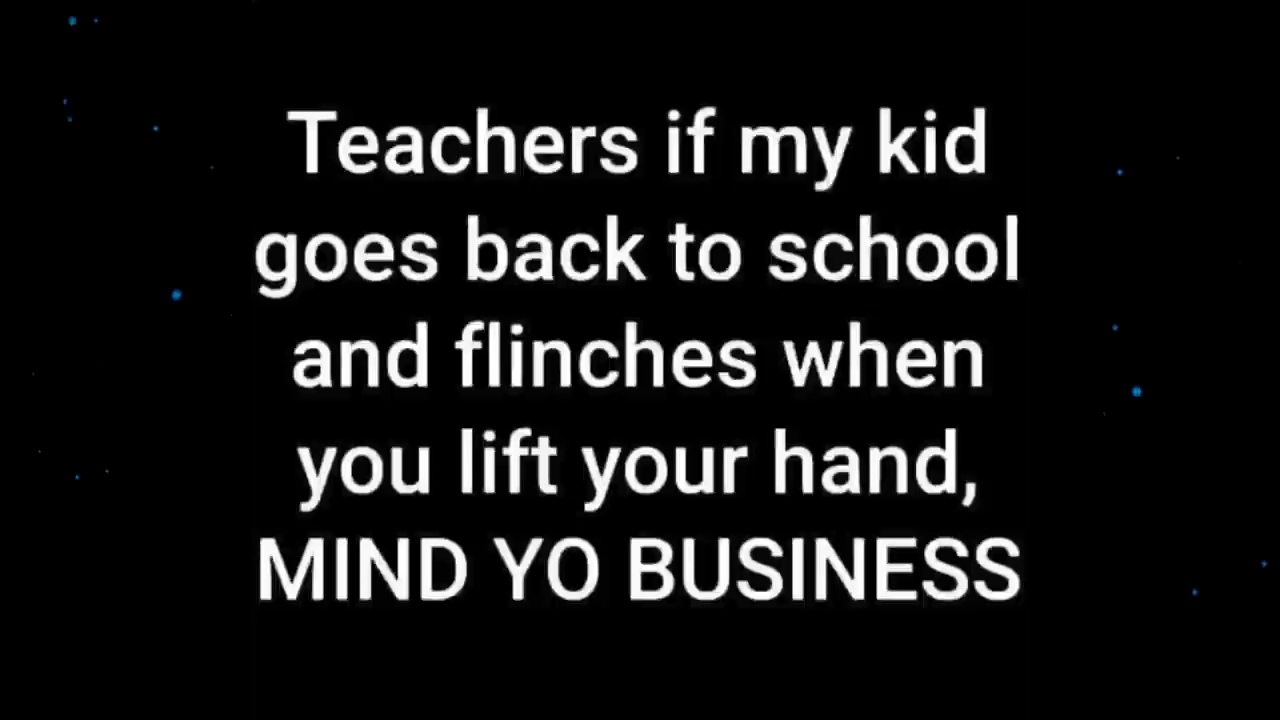 Teachers if my kid
goes back to school
and flinches when
you lift your hand,
MIND YO BUSINESS